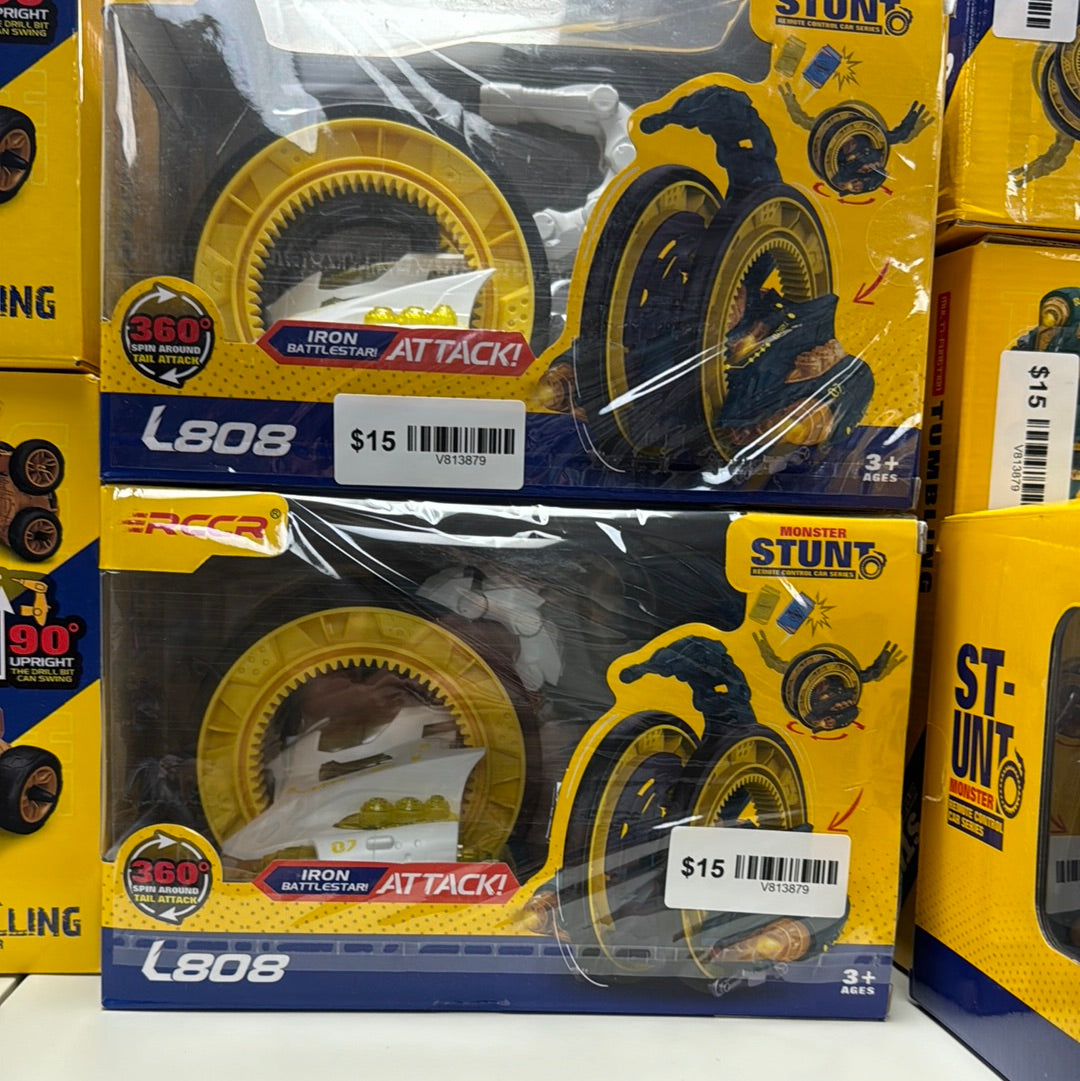 STUNT
REMOTE CONTROL CAR SERIES
360°
SPIN AROUND
TAIL ATTACK
IRON
BATTLESTAR!
ATTACK!
L808
$15
V813879
3+
AGES
RCCR®
MONSTER
STUNT
REMOTE CONTROL CAR SERIES
360°
SPIN AROUND
TAIL ATTACK
07
IRON
BATTLESTAR!
ATTACK!
L808
$15
V813879
3+
AGES
UPRIGHT
THE DRILL BIT
CAN SWING
ING
90°
UPRIGHT
THE DRILL BIT
CAN SWING
LLING
R
MULTI-FUNCTION
TUMBLING
$15
V813879
ST-
UNT
MONSTER
REMOTE CONTROL
CAR SERIES